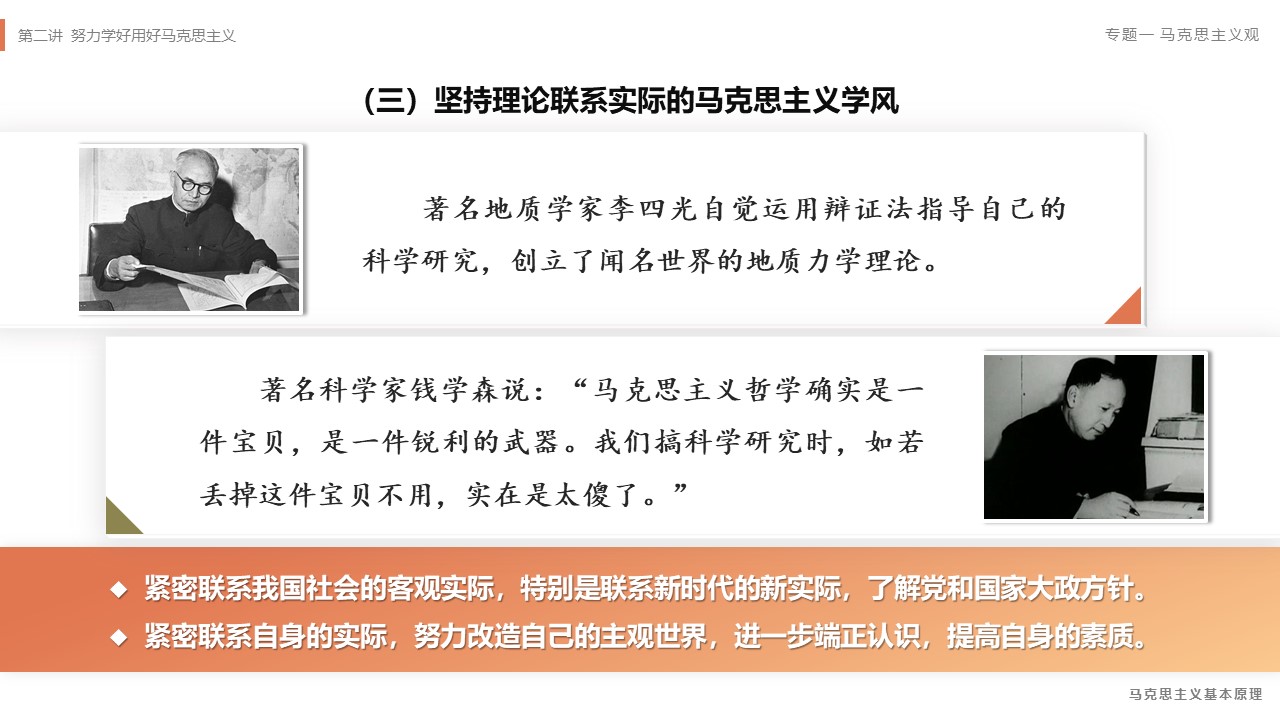 第二讲 努力学好用好马克思主义
专题一 马克思主义观
（三）坚持理论联系实际的马克思主义学风
著名地质学家李四光自觉运用辩证法指导自己的
科学研究，创立了闻名世界的地质力学理论。
著名科学家钱学森说：“马克思主义哲学确实是一
件宝贝，是一件锐利的武器。我们搞科学研究时，如若
丢掉这件宝贝不用，实在是太傻了。”
◆ 紧密联系我国社会的客观实际，特别是联系新时代的新实际，了解党和国家大政方针。
◆ 紧密联系自身的实际，努力改造自己的主观世界，进一步端正认识，提高自身的素质。
马克思主义基本原理